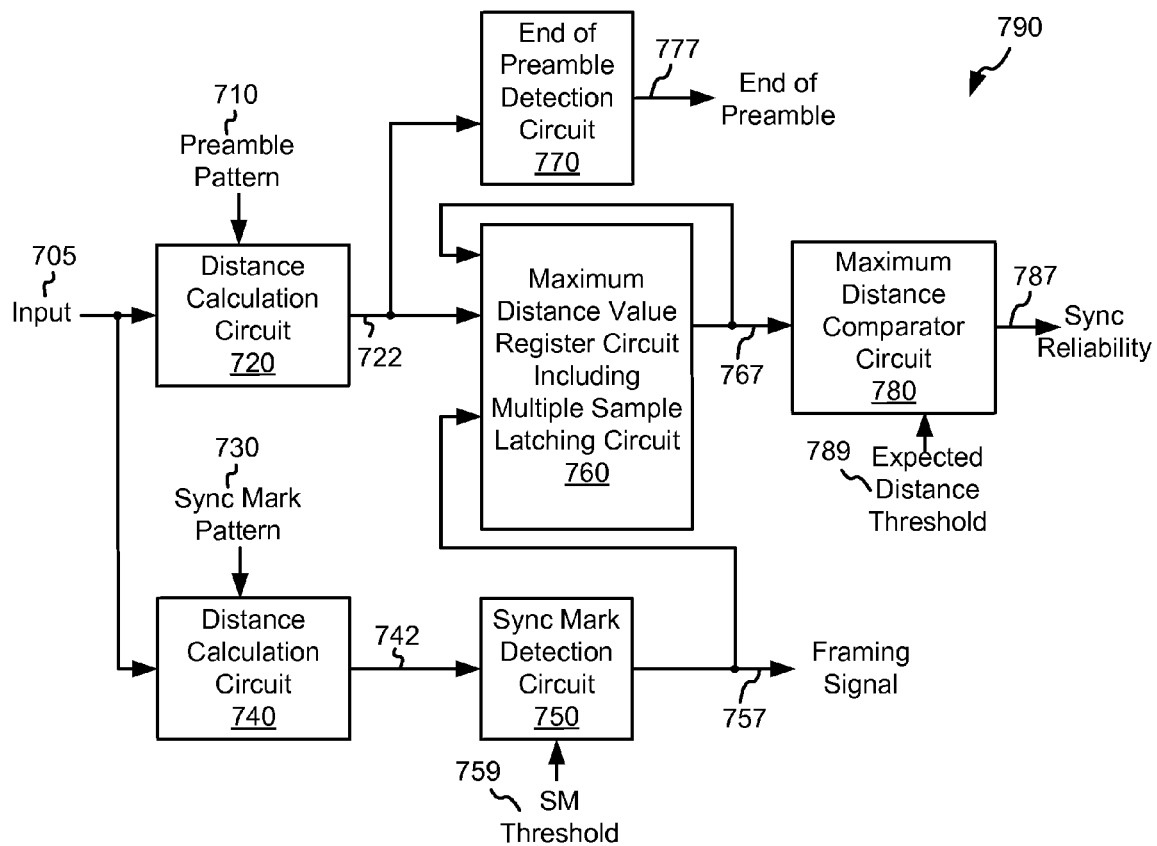 790
End of
Preamble
Detection
Circuit
770
777
End of
Preamble
710
Preamble
Pattern
705
Input
Distance
Calculation
Circuit
720
722
Maximum
Distance Value
Register Circuit
Including
Multiple Sample
Latching Circuit
760
767
Maximum
Distance
Comparator
Circuit
780
787
Sync
Reliability
789
Expected
Distance
Threshold
730
Sync Mark
Pattern
Distance
Calculation
Circuit
740
742
Sync Mark
Detection
Circuit
750
757
Framing
Signal
759
SM
Threshold